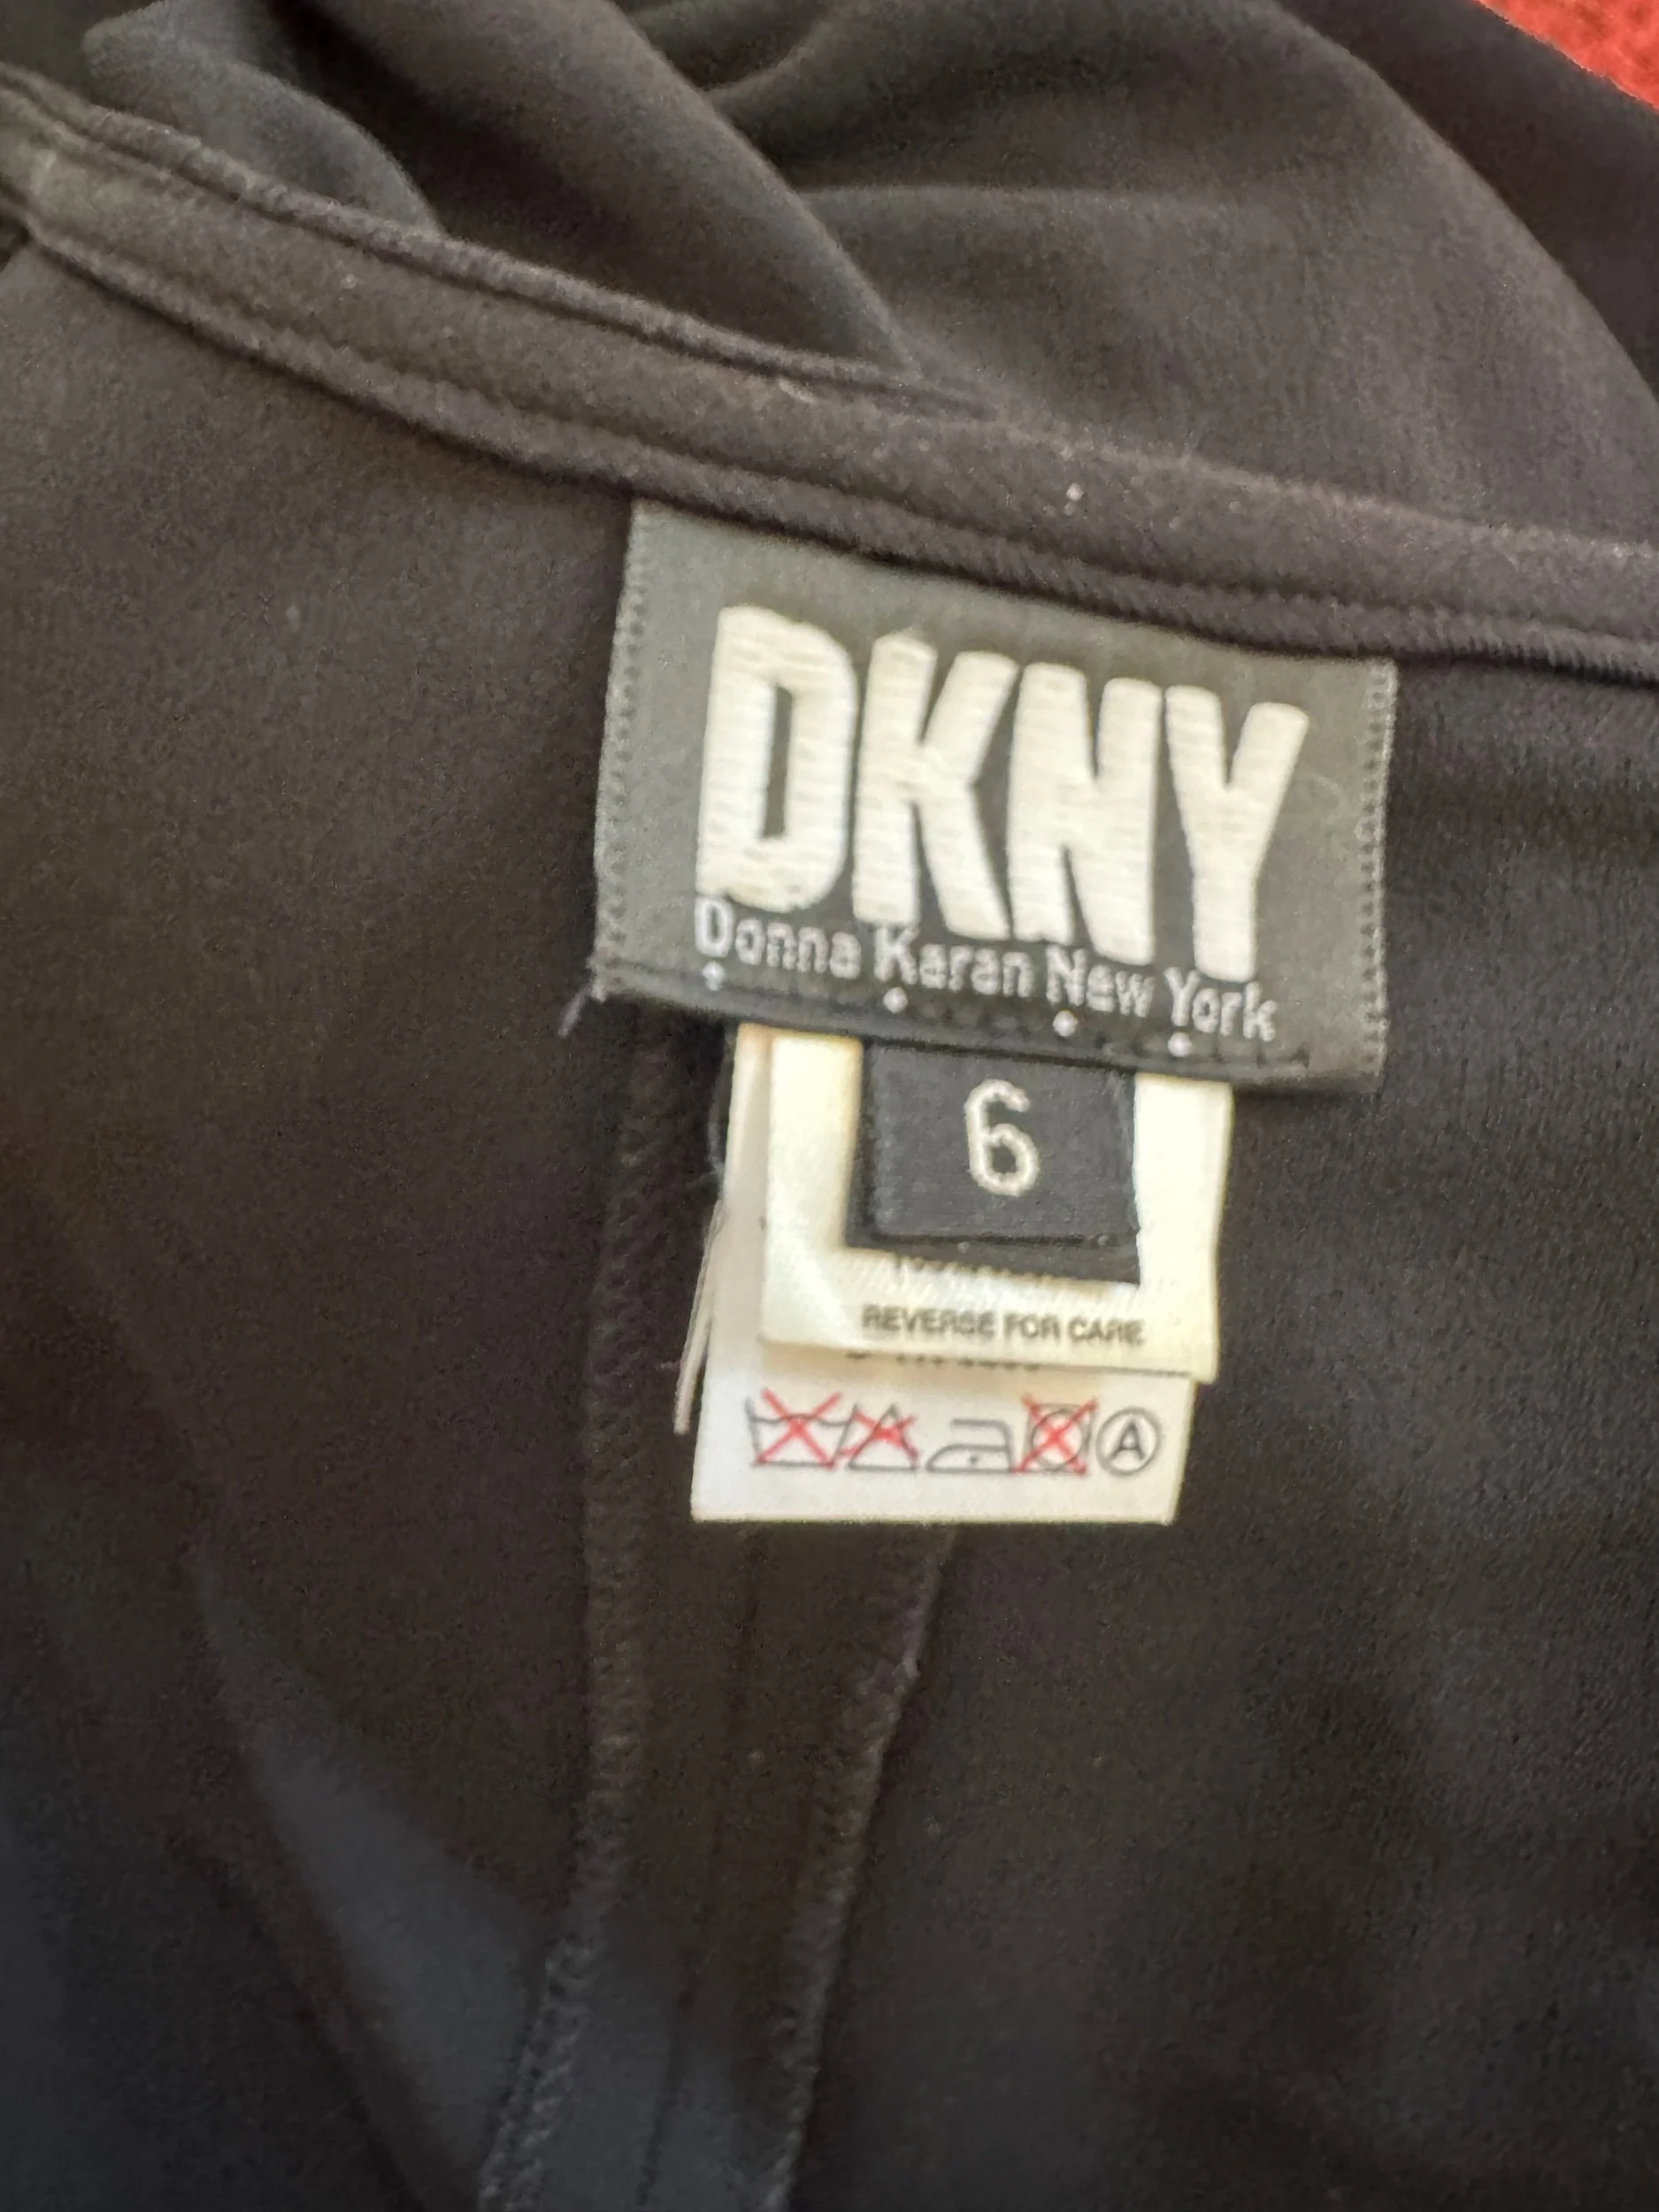 DKNY
Donna Karan New York
6
REVERSE FOR CARE
A